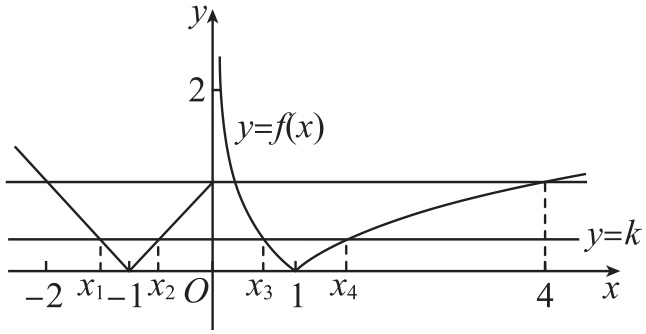 y
2
y=f(x)
y=k
−2 x₁ −1 x₂ O x₃ 1 x₄ 4 x